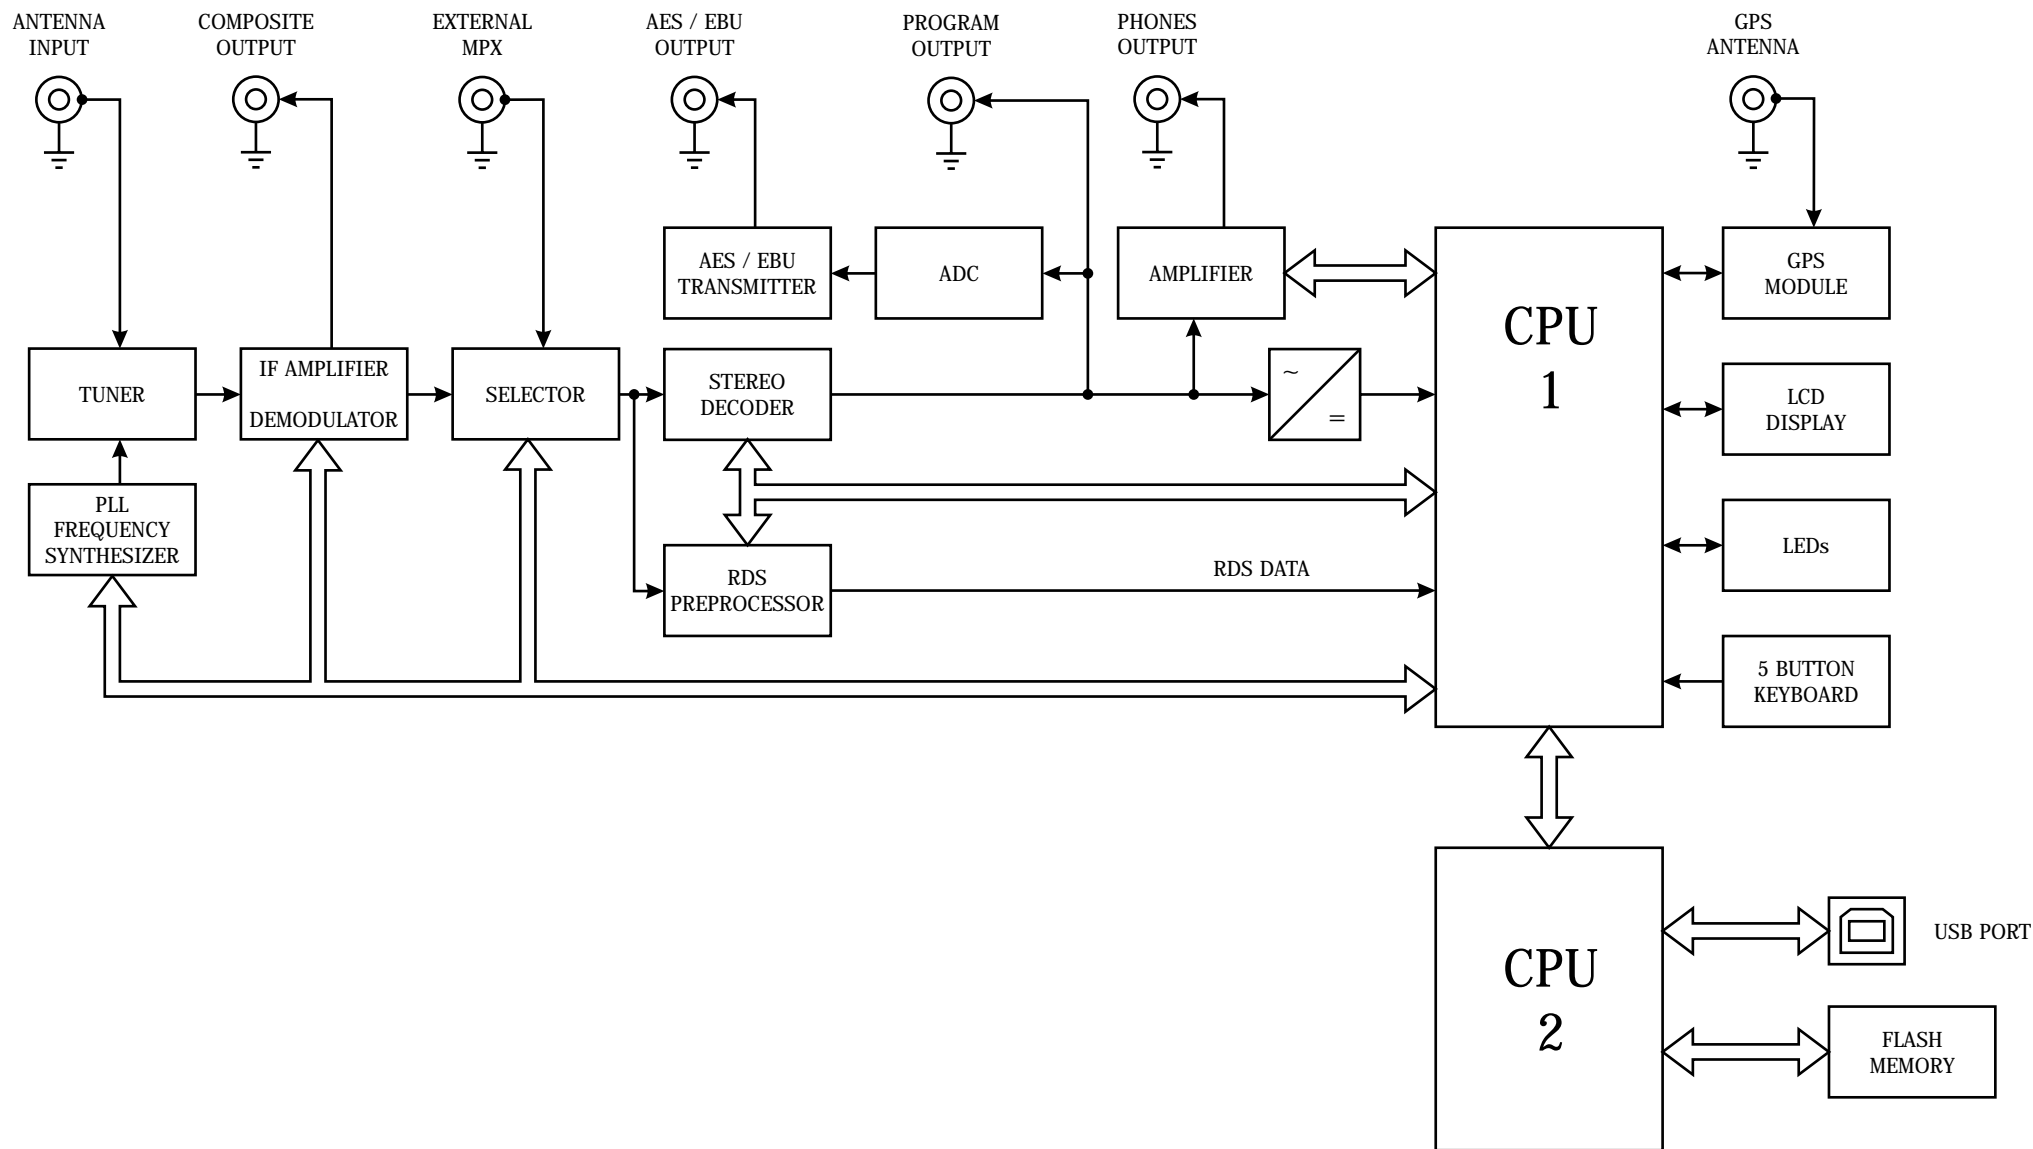 ANTENNA
INPUT
COMPOSITE
OUTPUT
EXTERNAL
MPX
AES / EBU
OUTPUT
PROGRAM
OUTPUT
PHONES
OUTPUT
GPS
ANTENNA
AES / EBU
TRANSMITTER
ADC
AMPLIFIER
CPU
1
GPS
MODULE
TUNER
IF AMPLIFIER
DEMODULATOR
SELECTOR
STEREO
DECODER
~
=
LCD
DISPLAY
PLL
FREQUENCY
SYNTHESIZER
LEDs
RDS
PREPROCESSOR
RDS DATA
5 BUTTON
KEYBOARD
CPU
2
USB PORT
FLASH
MEMORY